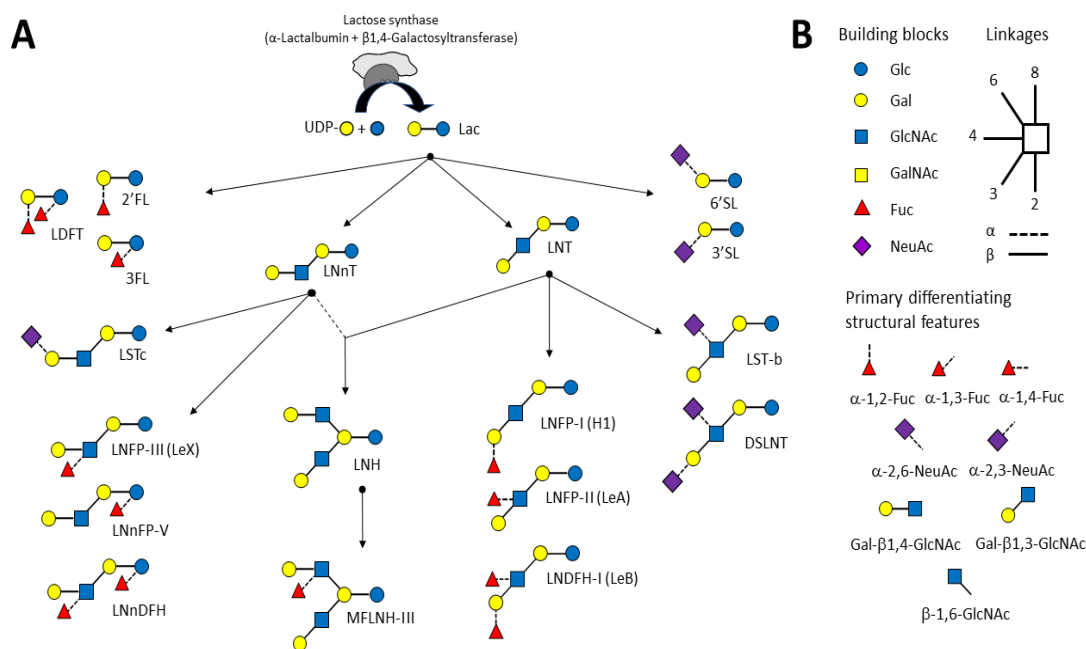 A
Lactose synthase
(α-Lactalbumin + β1,4-Galactosyltransferase)
UDP- +
Lac
LDFT
2'FL
3FL
LNnT
LNT
6'SL
3'SL
LSTc
LST-b
LNFP-III (LeX)
LNH
LNFP-I (H1)
DSLNT
LNFP-II (LeA)
LNnFP-V
LNnDFH
MFLNH-III
LNDFH-I (LeB)
B
Building blocks
Glc
Gal
GlcNAc
GalNAc
Fuc
NeuAc
Linkages
6
8
4
3
2
α
β
Primary differentiating
structural features
α-1,2-Fuc
α-1,3-Fuc
α-1,4-Fuc
α-2,6-NeuAc
α-2,3-NeuAc
Gal-β1,4-GlcNAc
Gal-β1,3-GlcNAc
β-1,6-GlcNAc